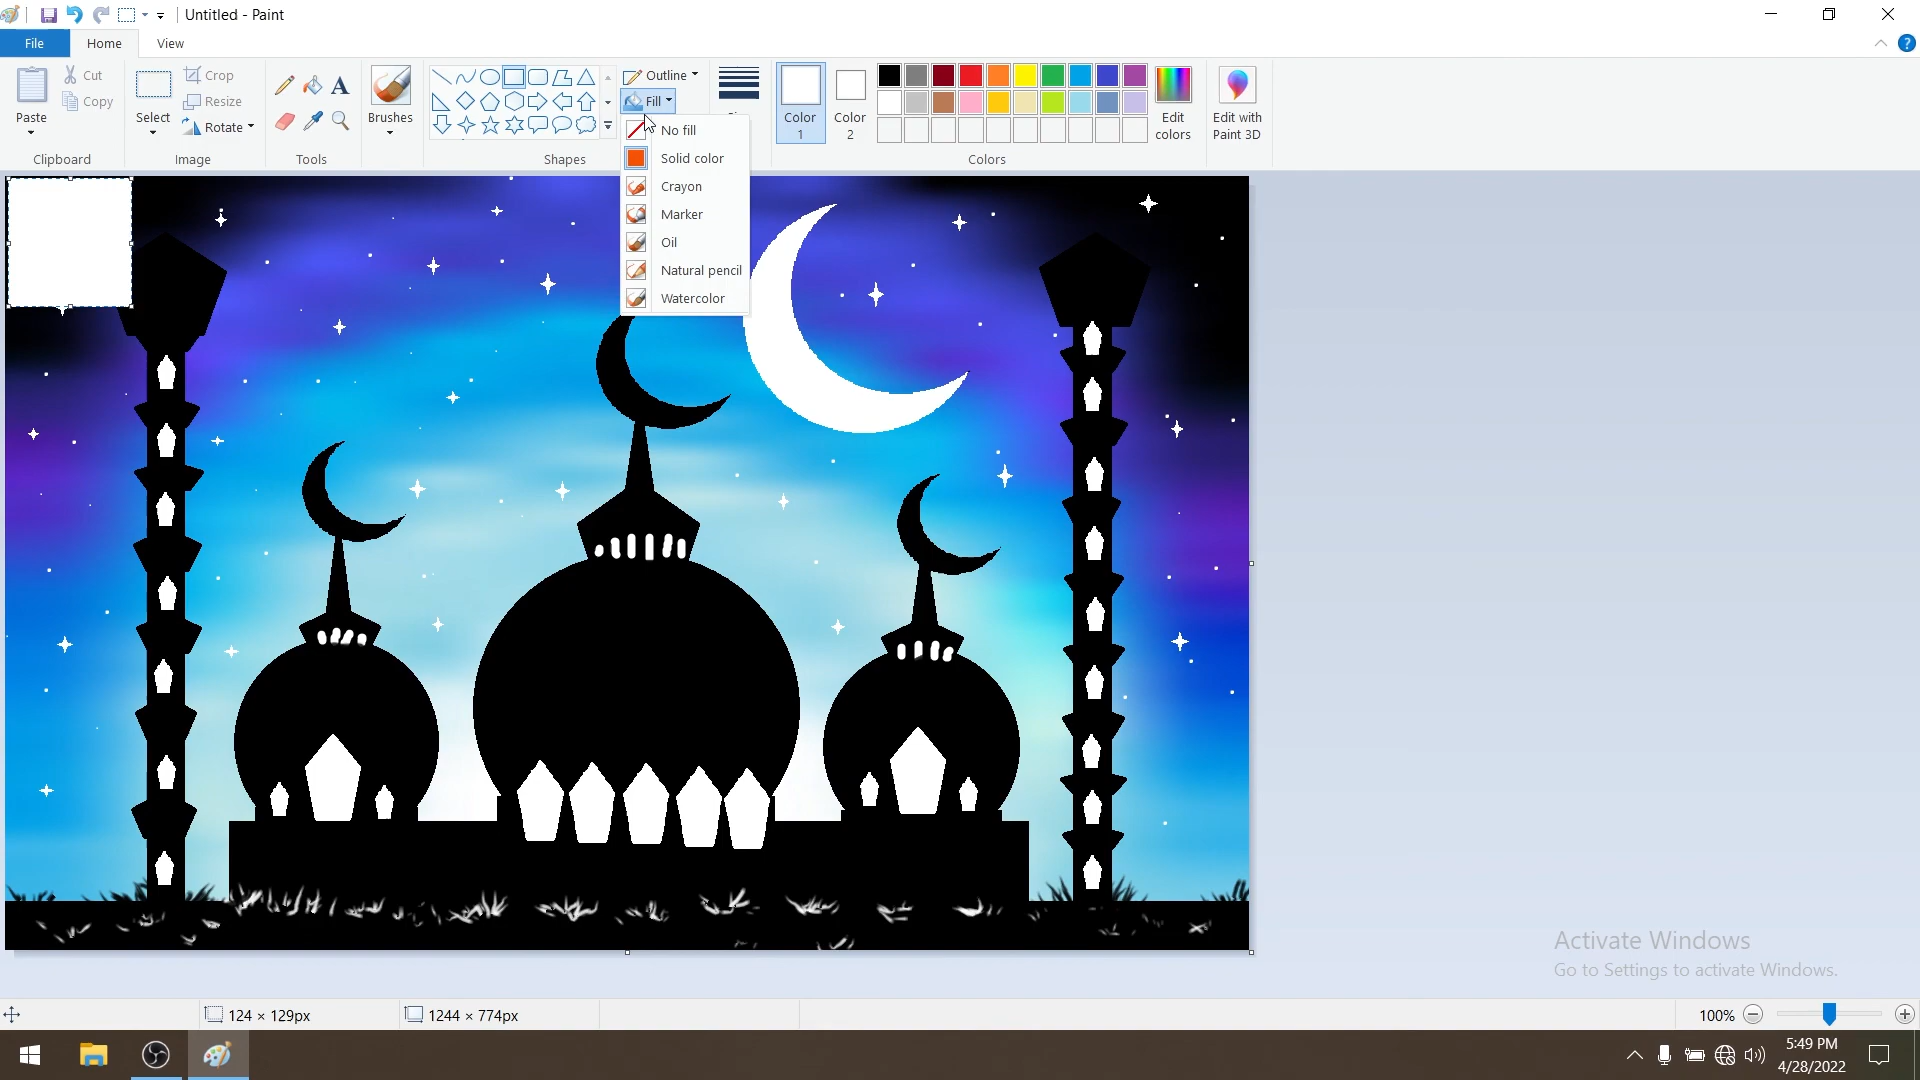 Untitled - Paint
File
Home
View
Paste
Cut
Copy
Clipboard
Select
Crop
Resize
Rotate
Image
Tools
Brushes
Shapes
Outline
Fill
No fill
Solid color
Crayon
Marker
Oil
Natural pencil
Watercolor
Color
1
Color
2
Colors
Edit
colors
Edit with
Paint 3D
Activate Windows
Go to Settings to activate Windows.
124 × 129px
1244 × 774px
100%
5:49 PM
4/28/2022